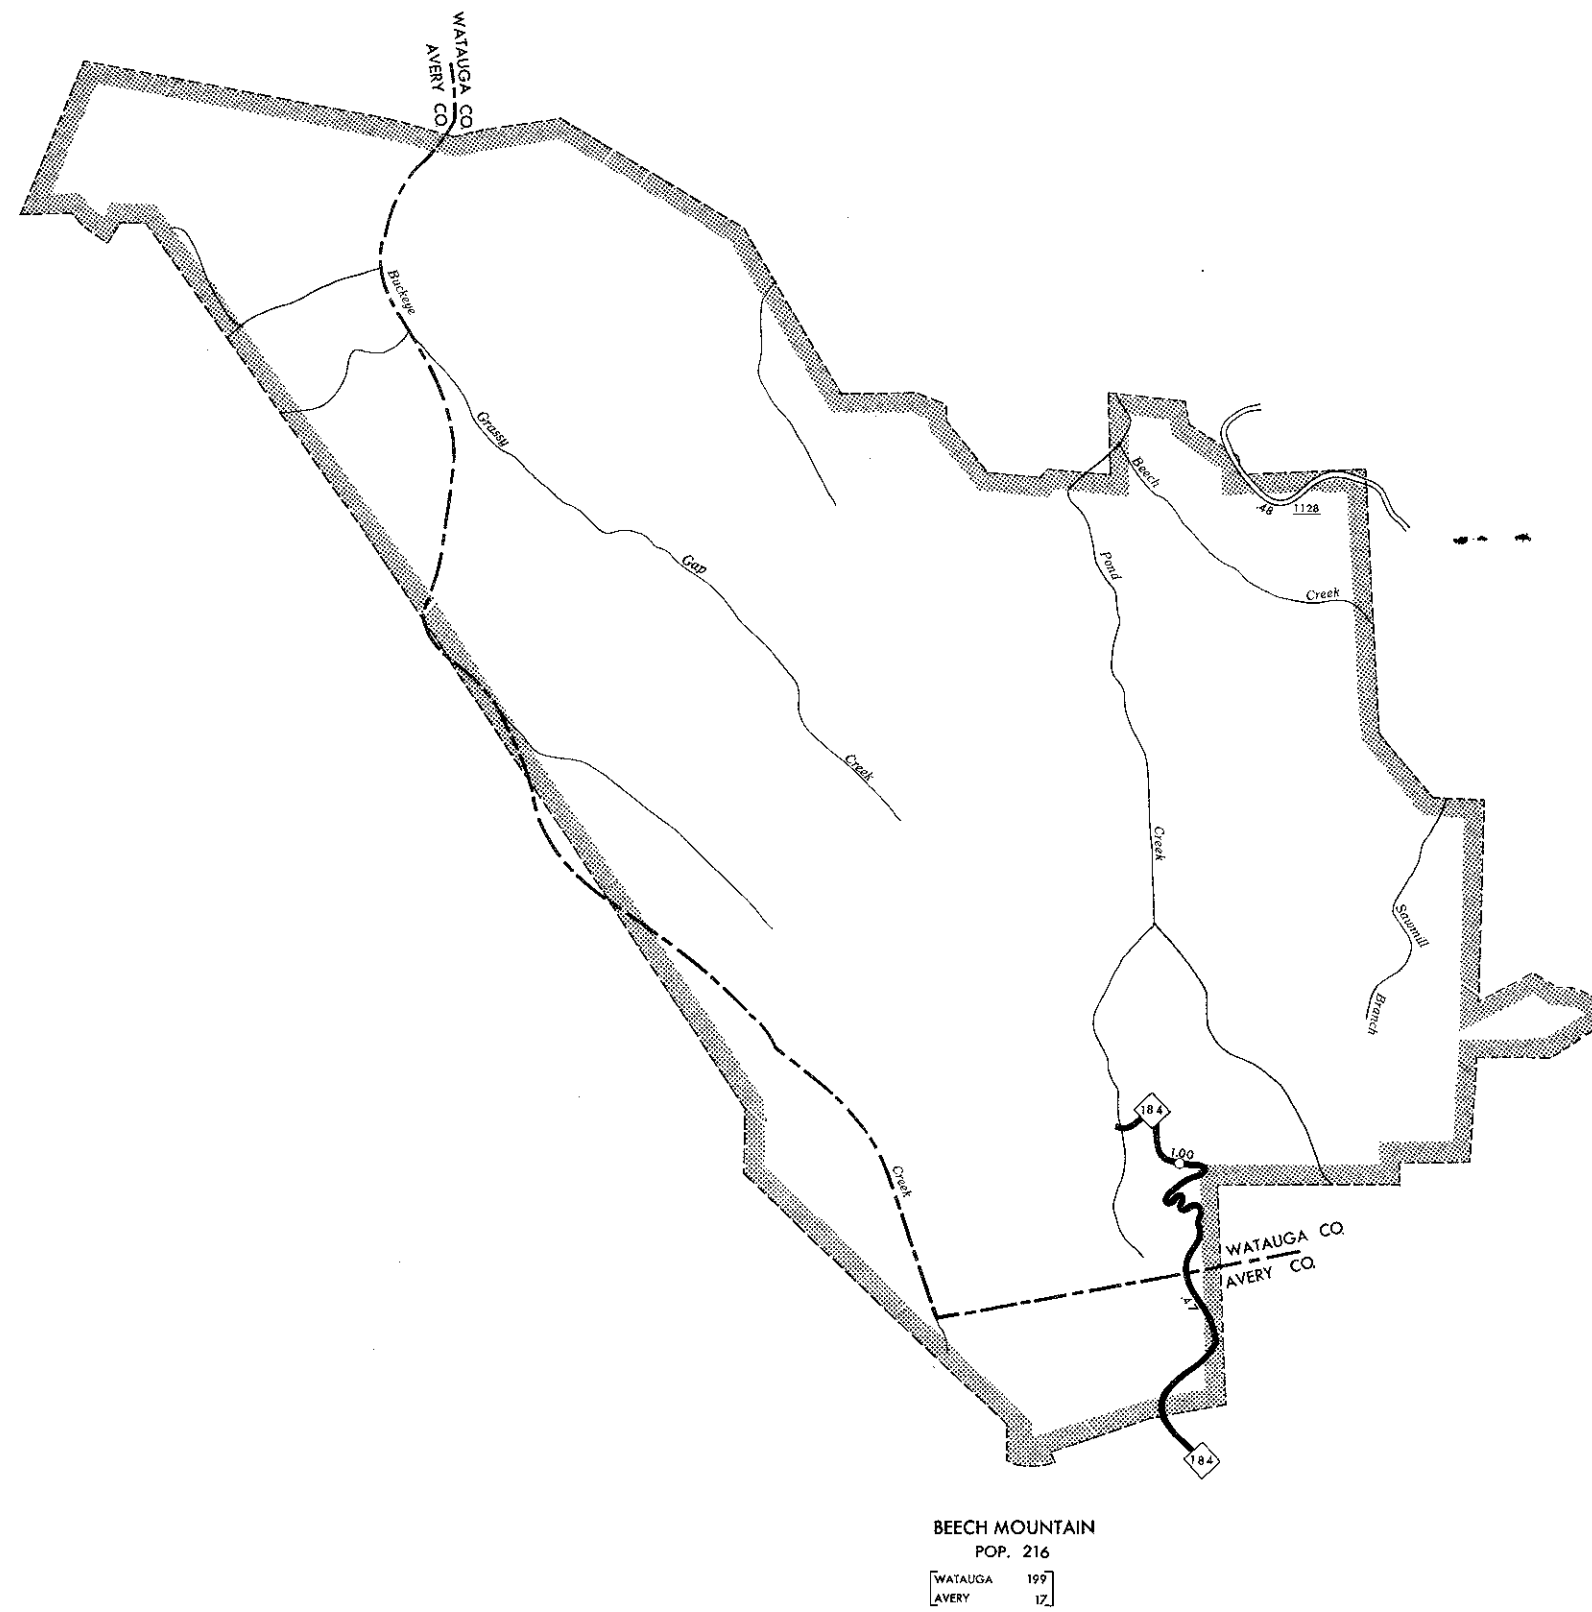 WATAUGA CO.
AVERY CO.
Buckeye
Grassy
Gap
Creek
Beech
Creek
.48 1128
Pond
Creek
Sawmill
Branch
184
1.00
Creek
WATAUGA CO.
AVERY CO.
.47
184
BEECH MOUNTAIN
POP. 216
WATAUGA 199
AVERY 17